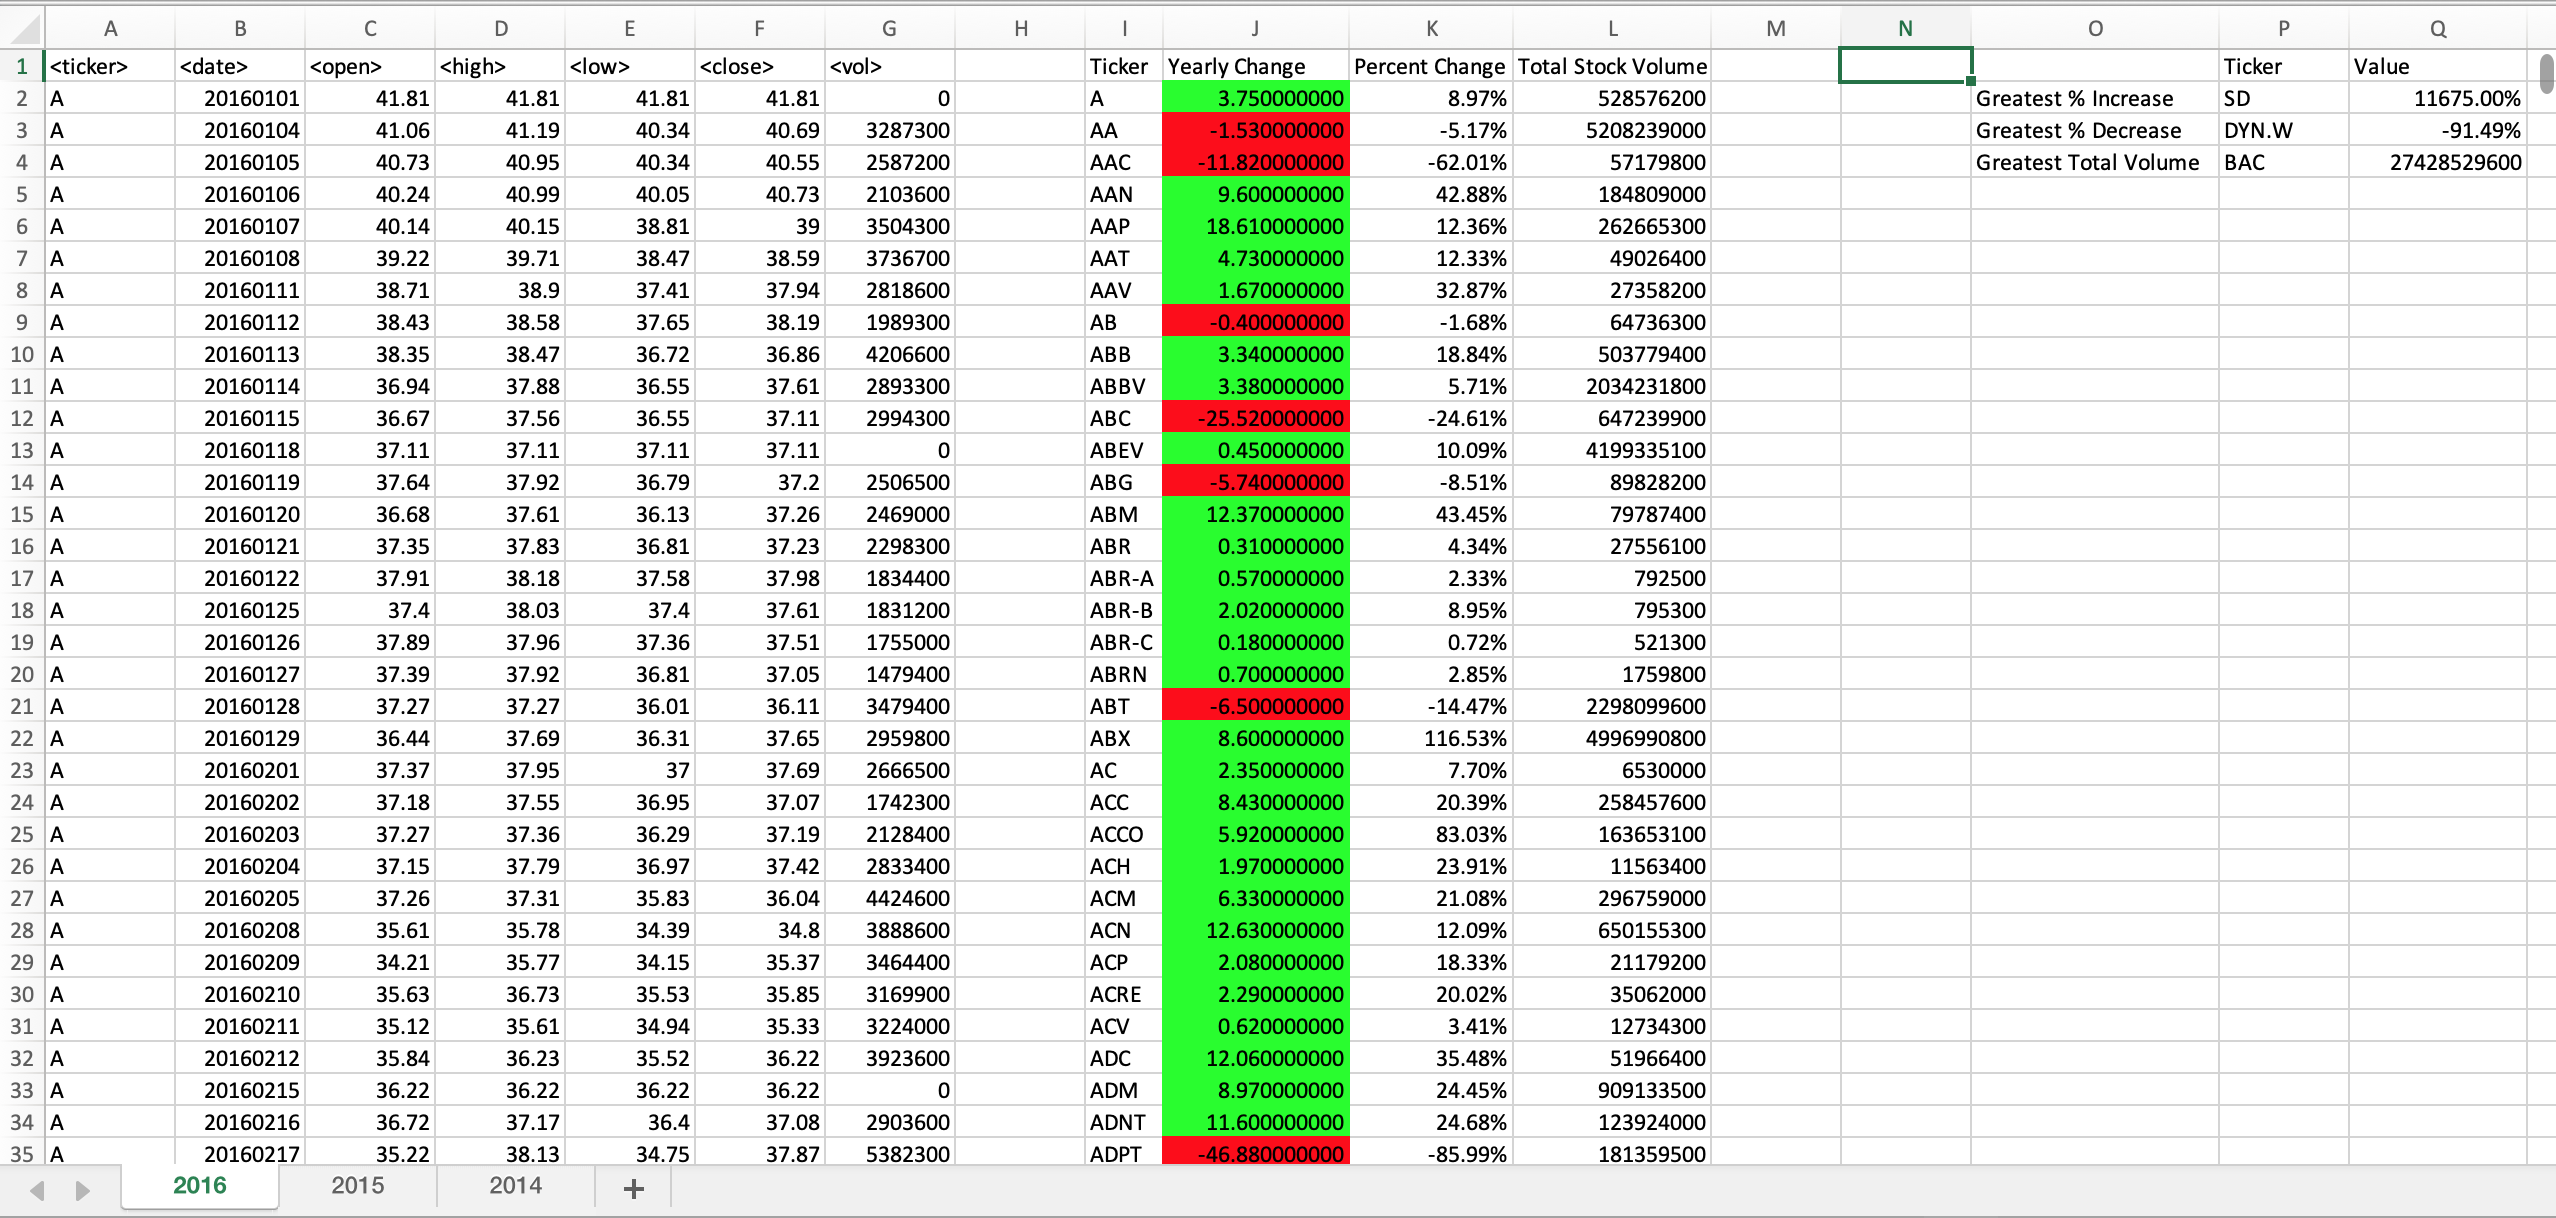 A B C D E F G H I J K L M N O P Q
1 <ticker> <date> <open> <high> <low> <close> <vol> Ticker Yearly Change Percent Change Total Stock Volume Ticker Value
2 A 20160101 41.81 41.81 41.81 41.81 0 A 3.750000000 8.97% 528576200 Greatest % Increase SD 11675.00%
3 A 20160104 41.06 41.19 40.34 40.69 3287300 AA -1.530000000 -5.17% 5208239000 Greatest % Decrease DYN.W -91.49%
4 A 20160105 40.73 40.95 40.34 40.55 2587200 AAC -11.820000000 -62.01% 57179800 Greatest Total Volume BAC 27428529600
5 A 20160106 40.24 40.99 40.05 40.73 2103600 AAN 9.600000000 42.88% 184809000
6 A 20160107 40.14 40.15 38.81 39 3504300 AAP 18.610000000 12.36% 262665300
7 A 20160108 39.22 39.71 38.47 38.59 3736700 AAT 4.730000000 12.33% 49026400
8 A 20160111 38.71 38.9 37.41 37.94 2818600 AAV 1.670000000 32.87% 27358200
9 A 20160112 38.43 38.58 37.65 38.19 1989300 AB -0.400000000 -1.68% 64736300
10 A 20160113 38.35 38.47 36.72 36.86 4206600 ABB 3.340000000 18.84% 503779400
11 A 20160114 36.94 37.88 36.55 37.61 2893300 ABBV 3.380000000 5.71% 2034231800
12 A 20160115 36.67 37.56 36.55 37.11 2994300 ABC -25.520000000 -24.61% 647239900
13 A 20160118 37.11 37.11 37.11 37.11 0 ABEV 0.450000000 10.09% 4199335100
14 A 20160119 37.64 37.92 36.79 37.2 2506500 ABG -5.740000000 -8.51% 89828200
15 A 20160120 36.68 37.61 36.13 37.26 2469000 ABM 12.370000000 43.45% 79787400
16 A 20160121 37.35 37.83 36.81 37.23 2298300 ABR 0.310000000 4.34% 27556100
17 A 20160122 37.91 38.18 37.58 37.98 1834400 ABR-A 0.570000000 2.33% 792500
18 A 20160125 37.4 38.03 37.4 37.61 1831200 ABR-B 2.020000000 8.95% 795300
19 A 20160126 37.89 37.96 37.36 37.51 1755000 ABR-C 0.180000000 0.72% 521300
20 A 20160127 37.39 37.92 36.81 37.05 1479400 ABRN 0.700000000 2.85% 1759800
21 A 20160128 37.27 37.27 36.01 36.11 3479400 ABT -6.500000000 -14.47% 2298099600
22 A 20160129 36.44 37.69 36.31 37.65 2959800 ABX 8.600000000 116.53% 4996990800
23 A 20160201 37.37 37.95 37 37.69 2666500 AC 2.350000000 7.70% 6530000
24 A 20160202 37.18 37.55 36.95 37.07 1742300 ACC 8.430000000 20.39% 258457600
25 A 20160203 37.27 37.36 36.29 37.19 2128400 ACCO 5.920000000 83.03% 163653100
26 A 20160204 37.15 37.79 36.97 37.42 2833400 ACH 1.970000000 23.91% 11563400
27 A 20160205 37.26 37.31 35.83 36.04 4424600 ACM 6.330000000 21.08% 296759000
28 A 20160208 35.61 35.78 34.39 34.8 3888600 ACN 12.630000000 12.09% 650155300
29 A 20160209 34.21 35.77 34.15 35.37 3464400 ACP 2.080000000 18.33% 21179200
30 A 20160210 35.63 36.73 35.53 35.85 3169900 ACRE 2.290000000 20.02% 35062000
31 A 20160211 35.12 35.61 34.94 35.33 3224000 ACV 0.620000000 3.41% 12734300
32 A 20160212 35.84 36.23 35.52 36.22 3923600 ADC 12.060000000 35.48% 51966400
33 A 20160215 36.22 36.22 36.22 36.22 0 ADM 8.970000000 24.45% 909133500
34 A 20160216 36.72 37.17 36.4 37.08 2903600 ADNT 11.600000000 24.68% 123924000
35 A 20160217 35.22 38.13 34.75 37.87 5382300 ADPT -46.880000000 -85.99% 181359500
2016 2015 2014 +